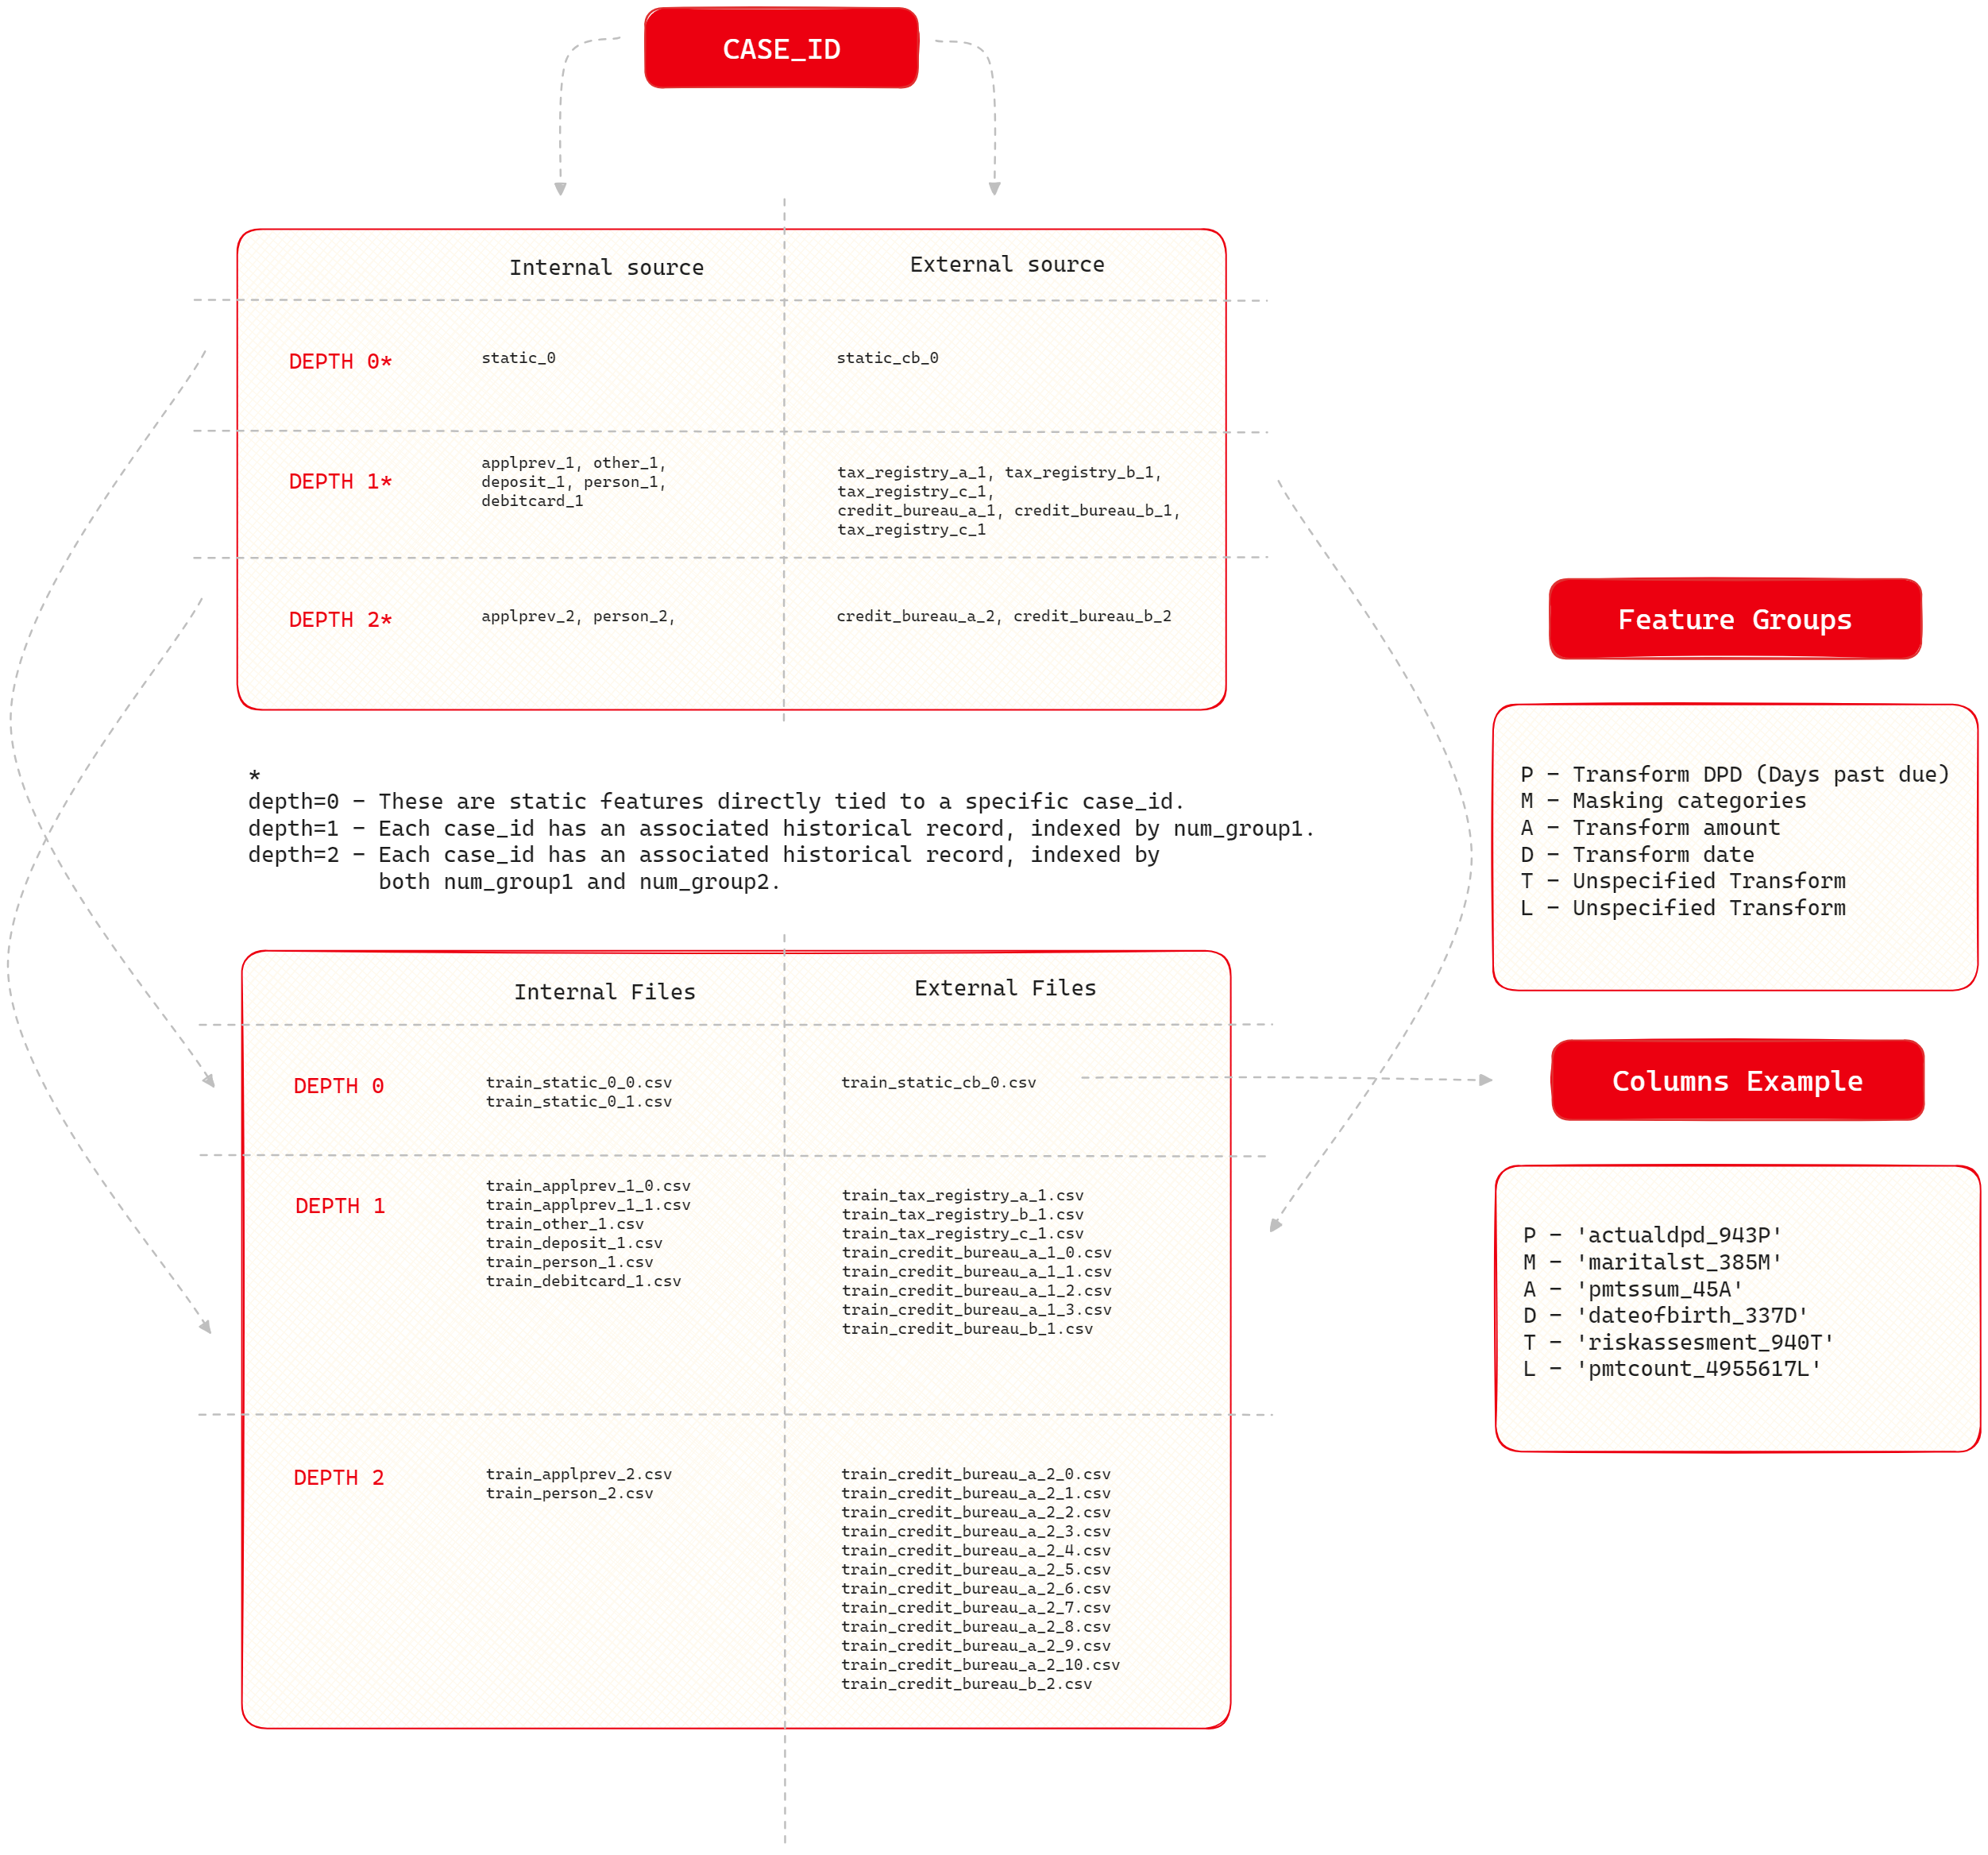 CASE_ID
Internal source
External source
DEPTH 0*
static_0
static_cb_0
DEPTH 1*
applprev_1, other_1,
deposit_1, person_1,
debitcard_1
tax_registry_a_1, tax_registry_b_1,
tax_registry_c_1,
credit_bureau_a_1, credit_bureau_b_1,
tax_registry_c_1
DEPTH 2*
applprev_2, person_2,
credit_bureau_a_2, credit_bureau_b_2
*
depth=0 – These are static features directly tied to a specific case_id.
depth=1 – Each case_id has an associated historical record, indexed by num_group1.
depth=2 – Each case_id has an associated historical record, indexed by
both num_group1 and num_group2.
Internal Files
External Files
DEPTH 0
train_static_0_0.csv
train_static_0_1.csv
train_static_cb_0.csv
DEPTH 1
train_applprev_1_0.csv
train_applprev_1_1.csv
train_other_1.csv
train_deposit_1.csv
train_person_1.csv
train_debitcard_1.csv
train_tax_registry_a_1.csv
train_tax_registry_b_1.csv
train_tax_registry_c_1.csv
train_credit_bureau_a_1_0.csv
train_credit_bureau_a_1_1.csv
train_credit_bureau_a_1_2.csv
train_credit_bureau_a_1_3.csv
train_credit_bureau_b_1.csv
DEPTH 2
train_applprev_2.csv
train_person_2.csv
train_credit_bureau_a_2_0.csv
train_credit_bureau_a_2_1.csv
train_credit_bureau_a_2_2.csv
train_credit_bureau_a_2_3.csv
train_credit_bureau_a_2_4.csv
train_credit_bureau_a_2_5.csv
train_credit_bureau_a_2_6.csv
train_credit_bureau_a_2_7.csv
train_credit_bureau_a_2_8.csv
train_credit_bureau_a_2_9.csv
train_credit_bureau_a_2_10.csv
train_credit_bureau_b_2.csv
Feature Groups
P – Transform DPD (Days past due)
M – Masking categories
A – Transform amount
D – Transform date
T – Unspecified Transform
L – Unspecified Transform
Columns Example
P – 'actualdpd_943P'
M – 'maritalst_385M'
A – 'pmtssum_45A'
D – 'dateofbirth_337D'
T – 'riskassesment_940T'
L – 'pmtcount_4955617L'